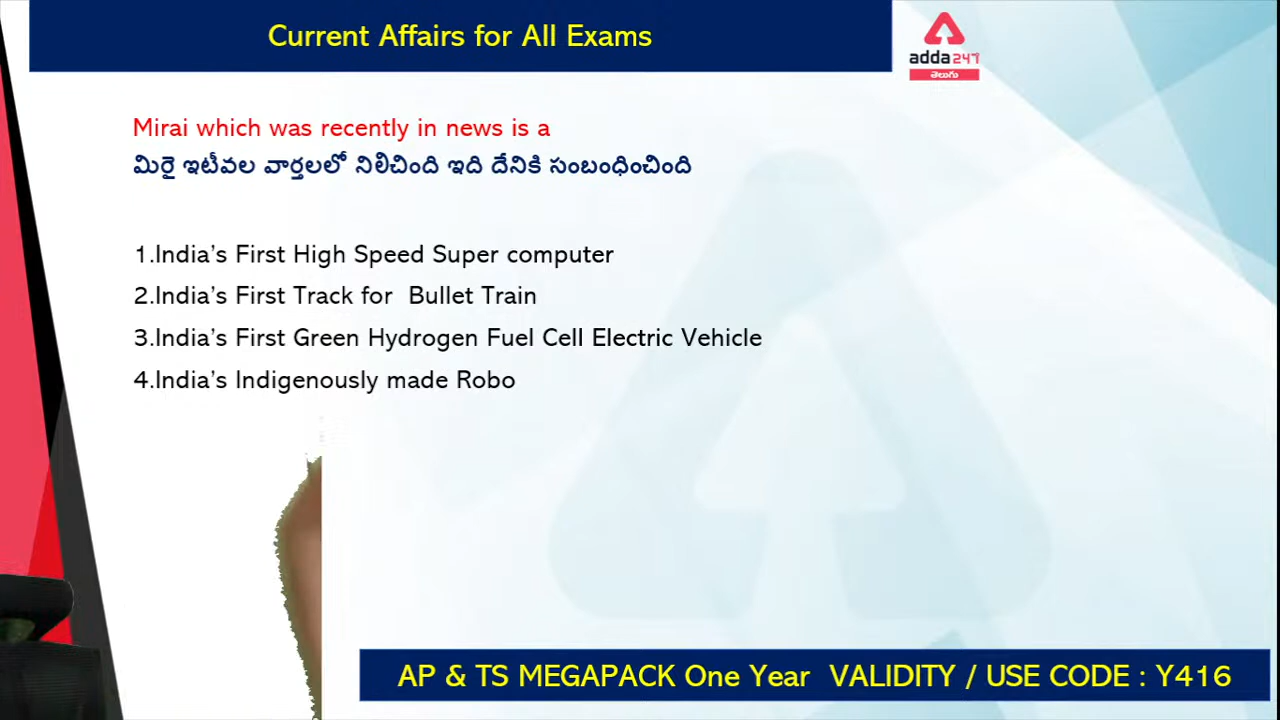 Current Affairs for All Exams
adda247
తెలుగు
Mirai which was recently in news is a
మిరై ఇటీవల వార్తలలో నిలిచింది ఇది దేనికి సంబంధించింది
1.India's First High Speed Super computer
2.India's First Track for Bullet Train
3.India's First Green Hydrogen Fuel Cell Electric Vehicle
4.India's Indigenously made Robo
AP & TS MEGAPACK One Year VALIDITY / USE CODE : Y416